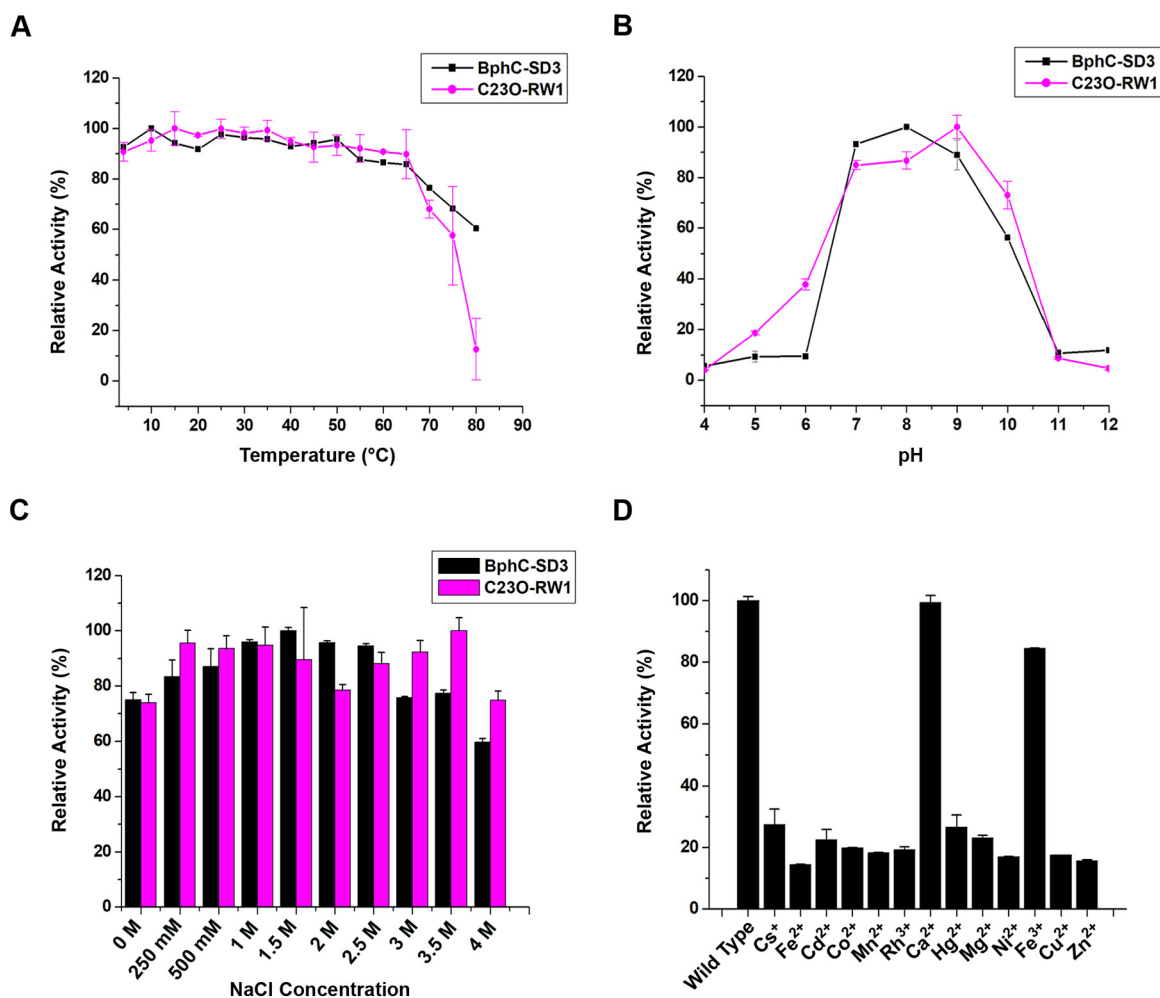 A
BphC-SD3
C23O-RW1
120
100
80
60
40
20
0
Relative Activity (%)
10 20 30 40 50 60 70 80 90
Temperature (°C)
B
BphC-SD3
C23O-RW1
120
100
80
60
40
20
0
Relative Activity (%)
4 5 6 7 8 9 10 11 12
pH
C
BphC-SD3
C23O-RW1
120
100
80
60
40
20
0
Relative Activity (%)
0 M 250 mM 500 mM 1 M 1.5 M 2 M 2.5 M 3 M 3.5 M 4 M
NaCl Concentration
D
100
80
60
40
20
0
Relative Activity (%)
Wild Type Cs⁺ Fe²⁺ Cd²⁺ Co²⁺ Mn²⁺ Rh³⁺ Ca²⁺ Hg²⁺ Mg²⁺ Ni²⁺ Fe³⁺ Cu²⁺ Zn²⁺